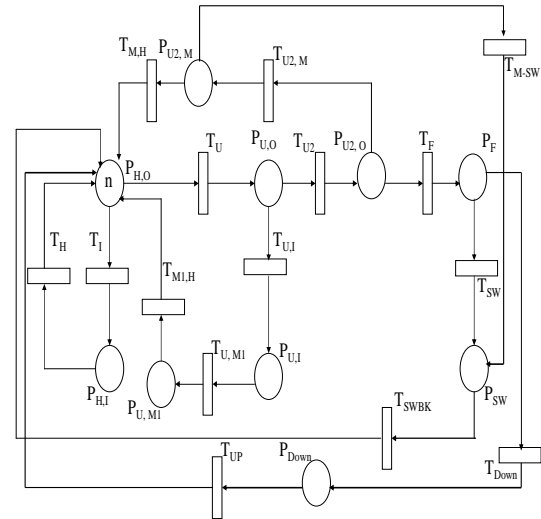 T_M,H
P_U2, M
T_U2, M
T_M-SW
P_H,O
n
T_U
P_U,O
T_U2
P_U2, O
T_F
P_F
T_H
T_I
T_M1,H
T_U,I
T_SW
P_H,I
P_U, M1
T_U, M1
P_U,I
T_SWBK
P_SW
T_UP
P_Down
T_Down